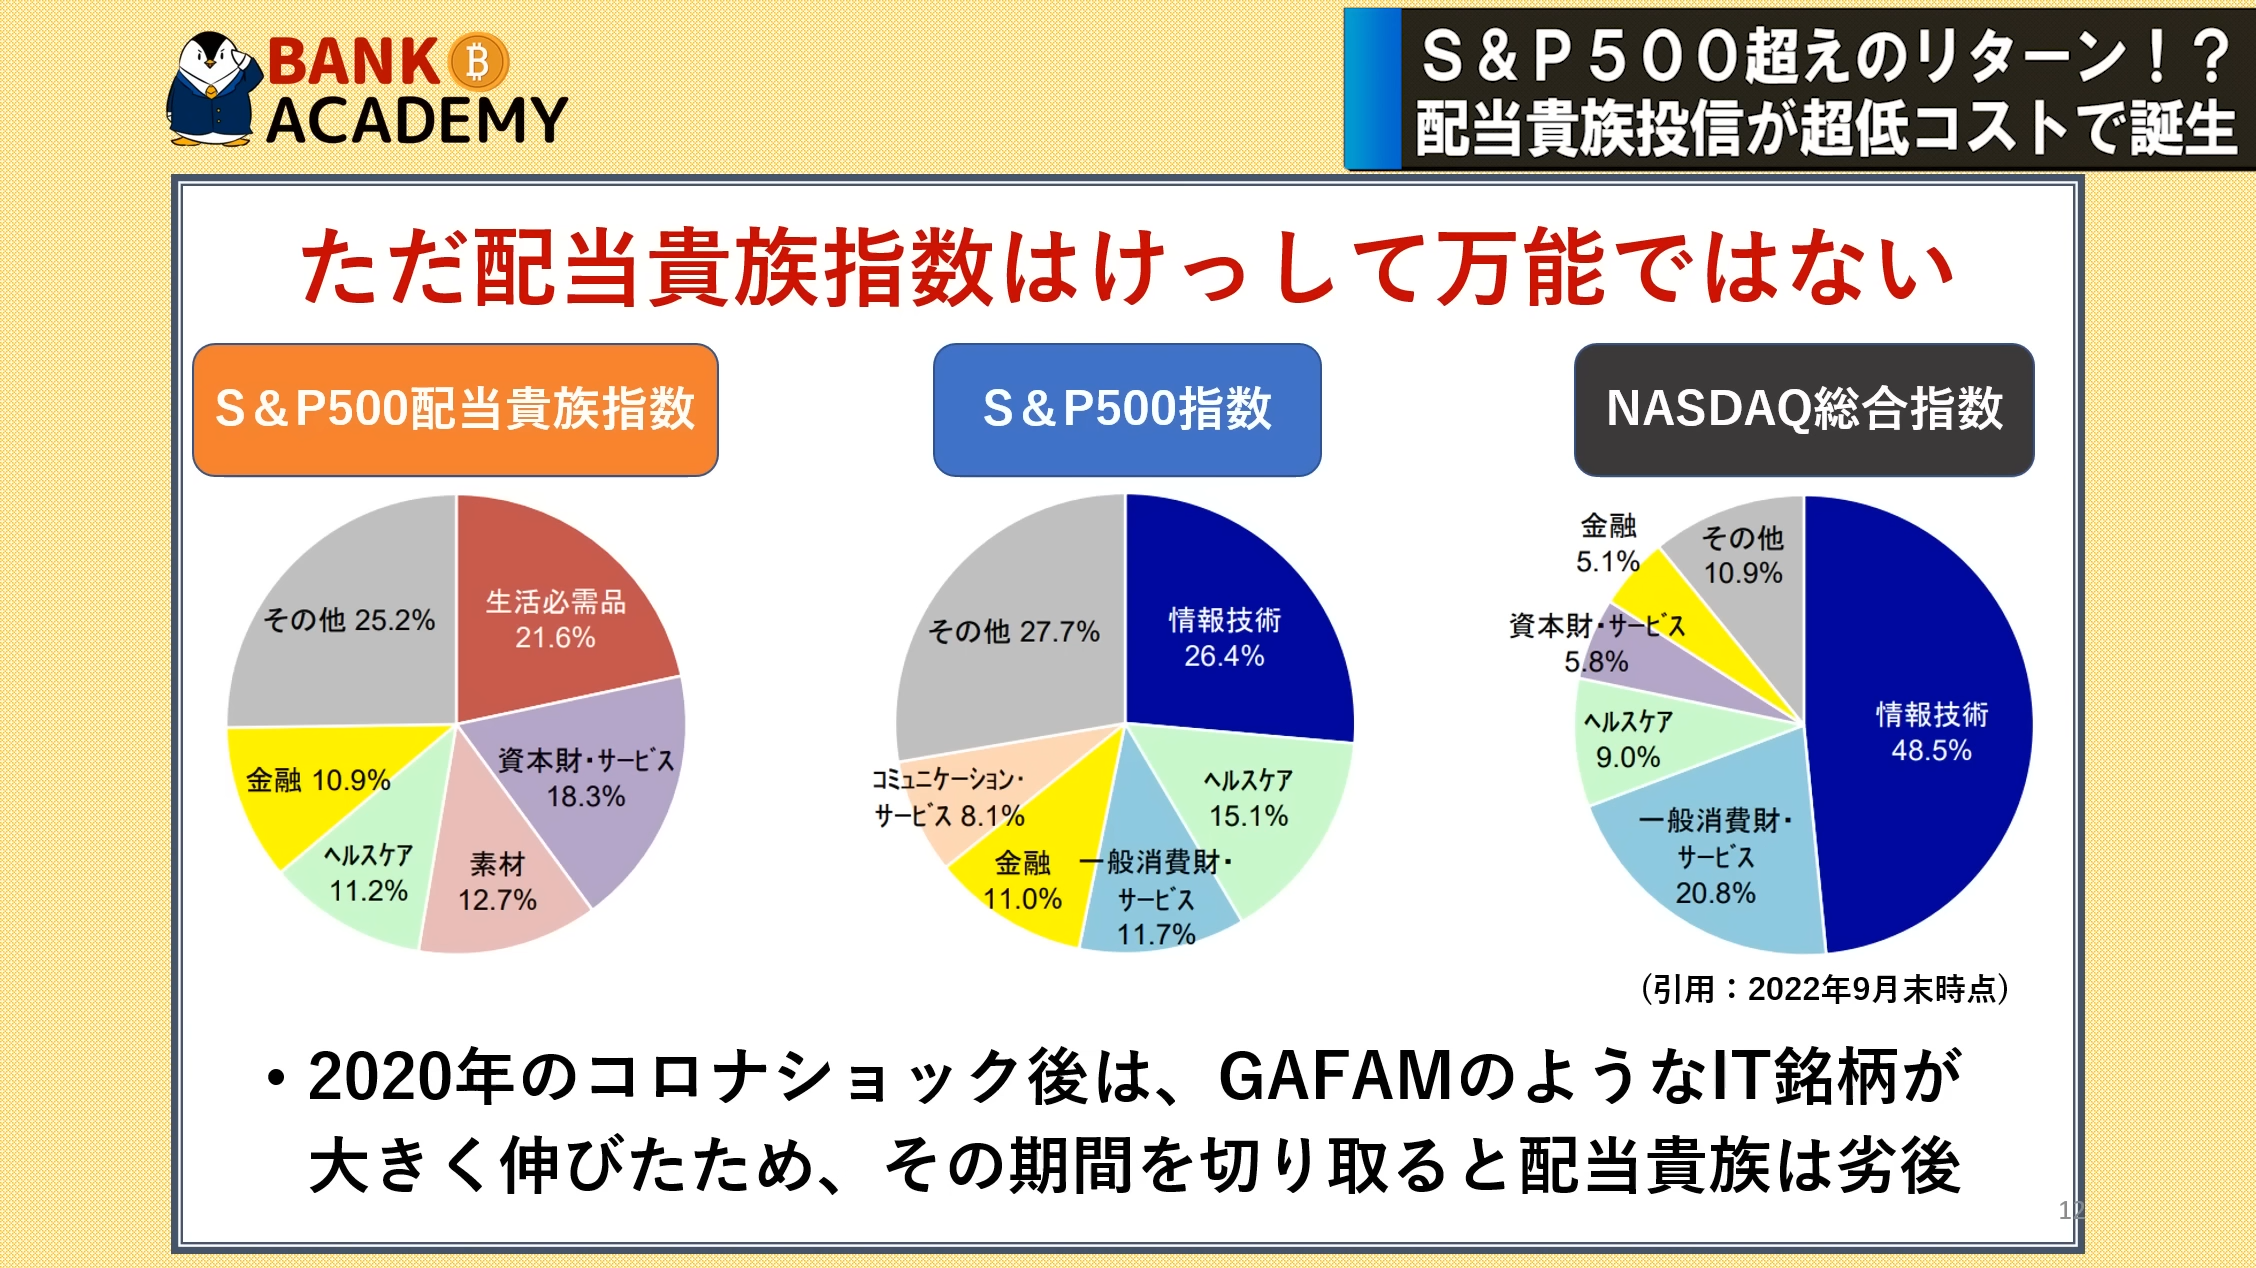 BANK
ACADEMY
S＆P５００超えのリターン！？
配当貴族投信が超低コストで誕生
ただ配当貴族指数はけっして万能ではない
S＆P500配当貴族指数
その他 25.2%
生活必需品
21.6%
資本財・サービス
18.3%
素材
12.7%
ヘルスケア
11.2%
金融 10.9%
S＆P500指数
その他 27.7%
情報技術
26.4%
ヘルスケア
15.1%
一般消費財・
サービス
11.7%
金融
11.0%
コミュニケーション・
サービス 8.1%
NASDAQ総合指数
金融
5.1%
その他
10.9%
資本財・サービス
5.8%
情報技術
48.5%
ヘルスケア
9.0%
一般消費財・
サービス
20.8%
（引用：2022年9月末時点）
・2020年のコロナショック後は、GAFAMのようなIT銘柄が
大きく伸びたため、その期間を切り取ると配当貴族は劣後
12